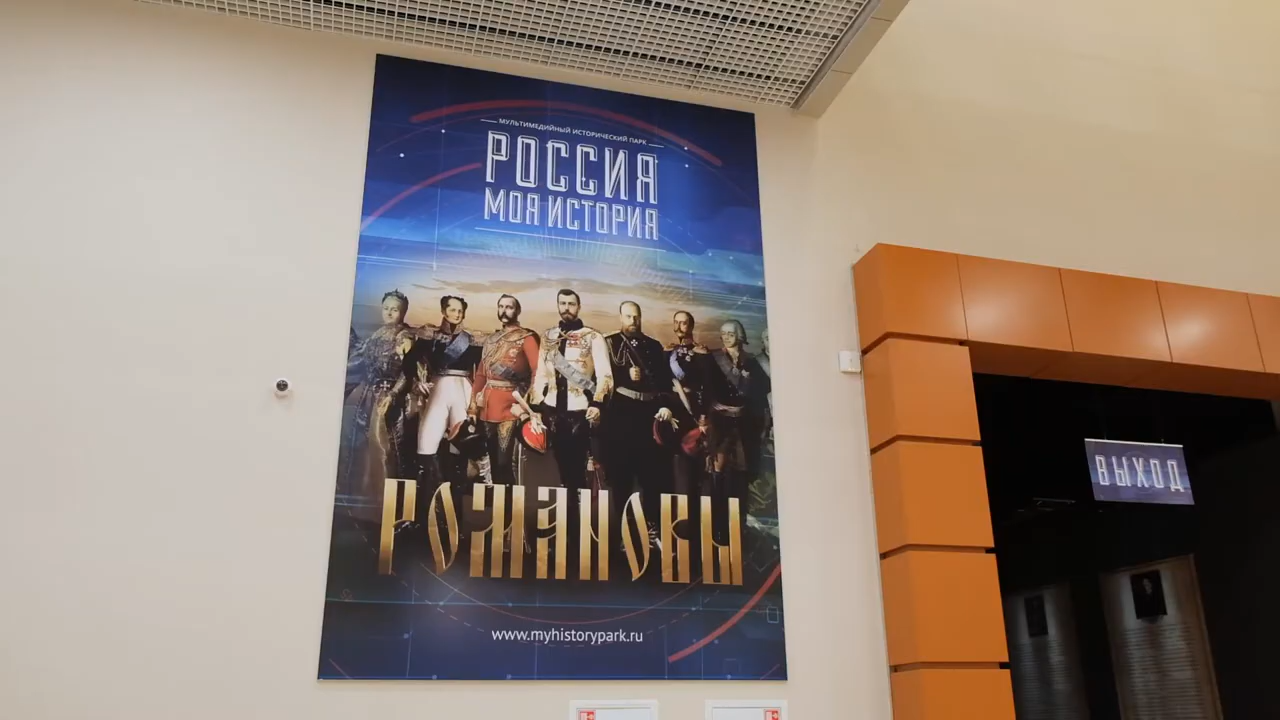 МУЛЬТИМЕДИЙНЫЙ ИСТОРИЧЕСКИЙ ПАРК
РОССИЯ
МОЯ ИСТОРИЯ
РОМАНОВЫ
www.myhistorypark.ru
ВЫХОД